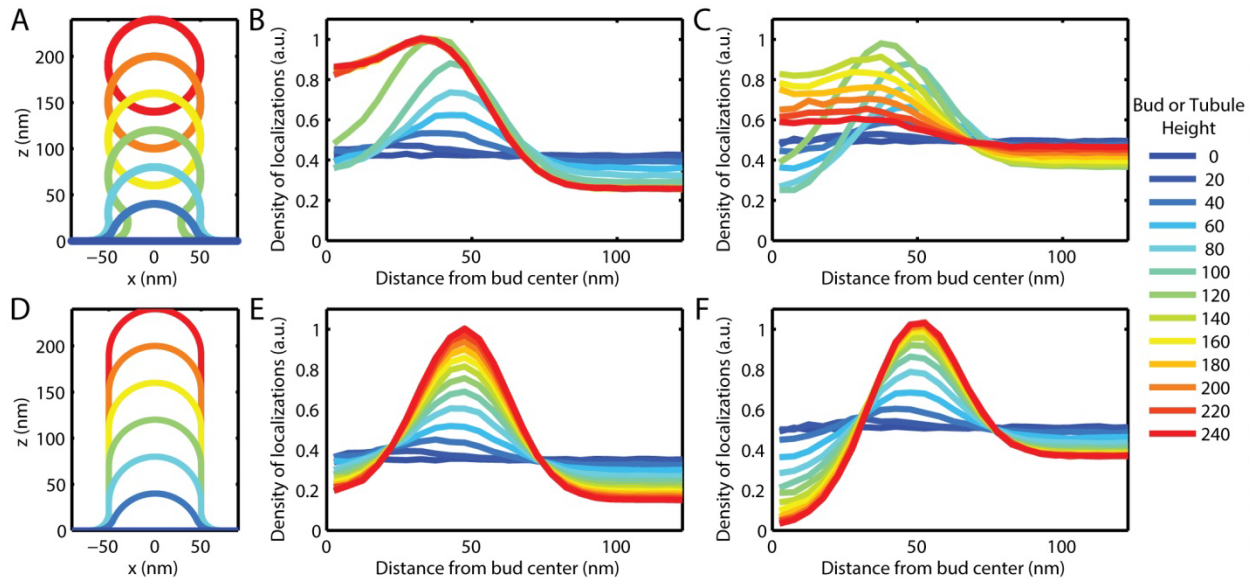 A
B
C
z (nm)
200
150
100
50
0
−50 0 50
x (nm)
Density of localizations (a.u.)
1
0.8
0.6
0.4
0.2
0
0 50 100
Distance from bud center (nm)
Density of localizations (a.u.)
1
0.8
0.6
0.4
0.2
0
0 50 100
Distance from bud center (nm)
Bud or Tubule
Height
0
20
40
60
80
100
120
140
160
180
200
220
240
D
E
F
z (nm)
200
150
100
50
0
−50 0 50
x (nm)
Density of localizations (a.u.)
1
0.8
0.6
0.4
0.2
0
0 50 100
Distance from bud center (nm)
Density of localizations (a.u.)
1
0.8
0.6
0.4
0.2
0
0 50 100
Distance from bud center (nm)